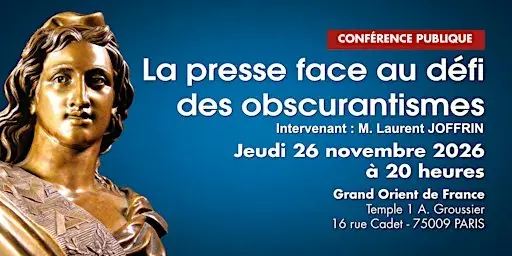 CONFÉRENCE PUBLIQUE
La presse face au défi
des obscurantismes
Intervenant : M. Laurent JOFFRIN
Jeudi 26 novembre 2026
à 20 heures
Grand Orient de France
Temple 1 A. Groussier
16 rue Cadet - 75009 PARIS